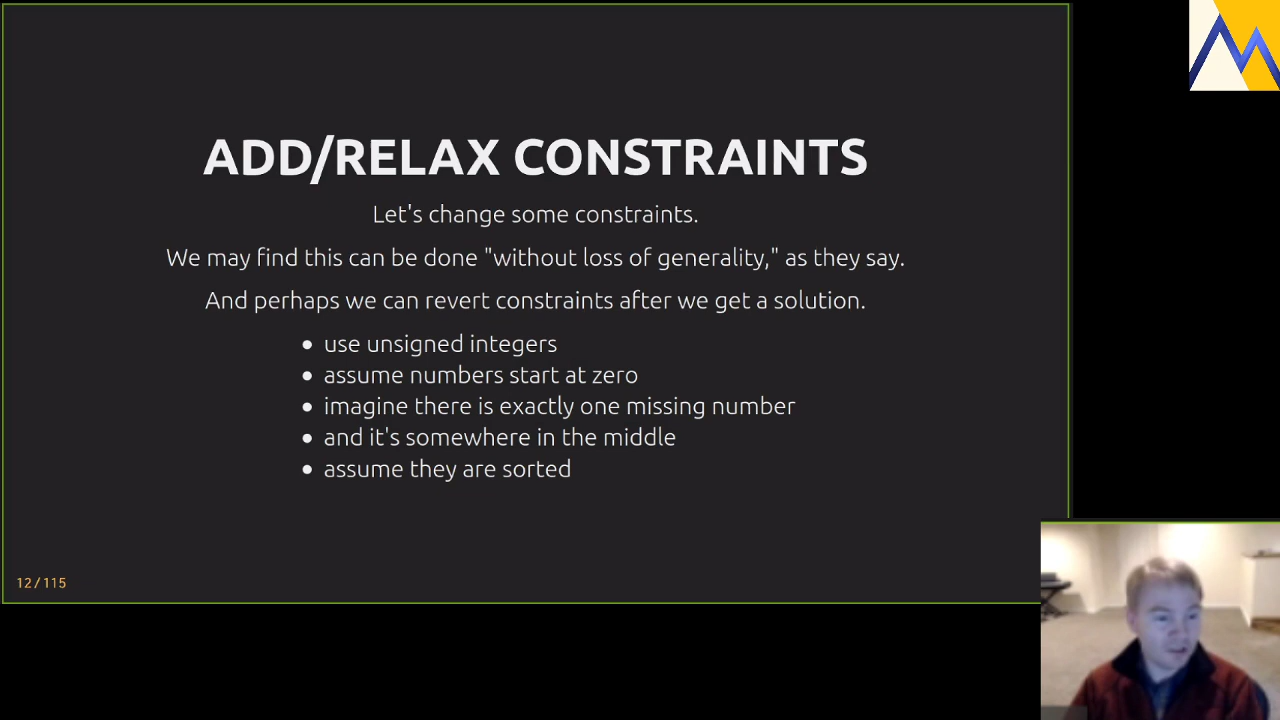 ADD/RELAX CONSTRAINTS
Let's change some constraints.
We may find this can be done "without loss of generality," as they say.
And perhaps we can revert constraints after we get a solution.
• use unsigned integers
• assume numbers start at zero
• imagine there is exactly one missing number
• and it's somewhere in the middle
• assume they are sorted
12/115